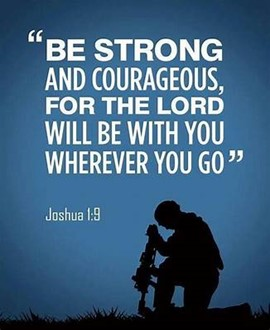 “BE STRONG
AND COURAGEOUS,
FOR THE LORD
WILL BE WITH YOU
WHEREVER YOU GO”
Joshua 1:9